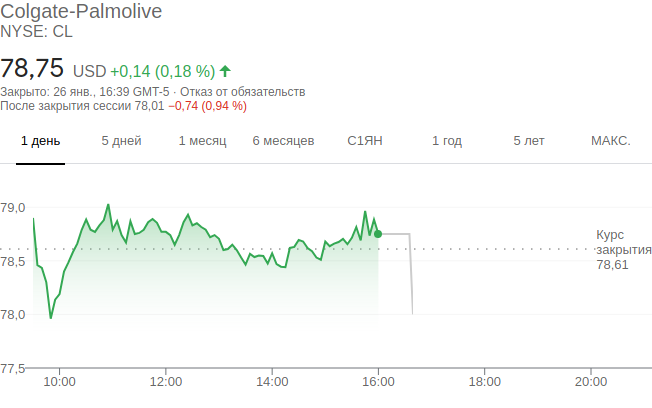 Colgate-Palmolive
NYSE: CL
78,75 USD +0,14 (0,18 %)
Закрыто: 26 янв., 16:39 GMT-5 · Отказ от обязательств
После закрытия сессии 78,01 −0,74 (0,94 %)
1 день 5 дней 1 месяц 6 месяцев С1ЯН 1 год 5 лет МАКС.
79,0
Курс
закрытия
78,61
78,5
78,0
77,5
10:00 12:00 14:00 16:00 18:00 20:00